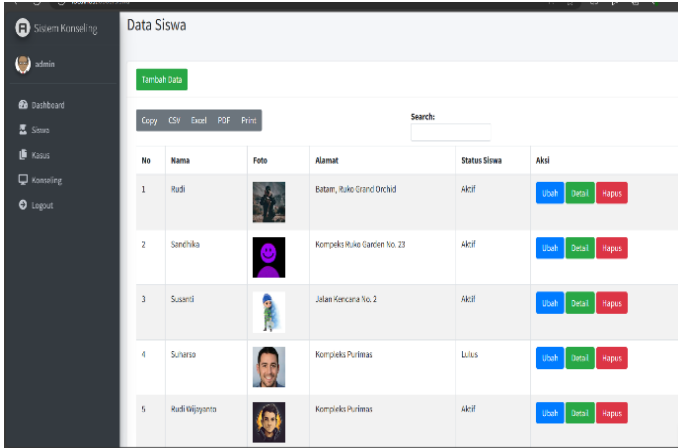 Sistem Konseling
Data Siswa
admin
Tambah Data
Dashboard
Siswa
Kasus
Konseling
Logout
Copy CSV Excel PDF Print
Search:
No Nama Foto Alamat Status Siswa Aksi
1 Rudi Batam, Ruko Grand Orchid Aktif Ubah Detail Hapus
2 Sandhika Kompeks Ruko Garden No. 23 Aktif Ubah Detail Hapus
3 Susanti Jalan Kencana No. 2 Aktif Ubah Detail Hapus
4 Suharso Kompleks Purimas Lulus Ubah Detail Hapus
5 Rudi Wijayanto Kompleks Purimas Aktif Ubah Detail Hapus